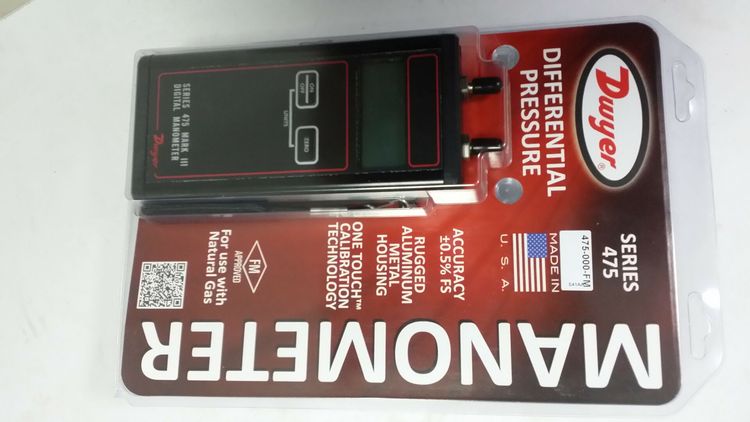 Dwyer®
DIFFERENTIAL
PRESSURE
SERIES
475
475-000-FM
MADE IN
U. S. A.
ACCURACY
±0.5% FS
RUGGED
ALUMINUM
METAL
HOUSING
ONE TOUCH™
CALIBRATION
TECHNOLOGY
FM
APPROVED
For use with
Natural Gas
MANOMETER
ON
OFF
UNITS
ZERO
SERIES 475 MARK III
DIGITAL MANOMETER
Dwyer